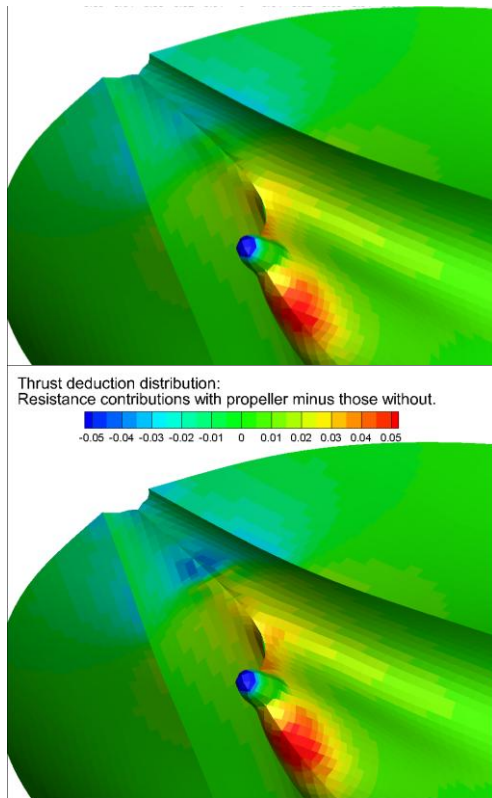 Thrust deduction distribution:
Resistance contributions with propeller minus those without.
-0.05 -0.04 -0.03 -0.02 -0.01 0 0.01 0.02 0.03 0.04 0.05